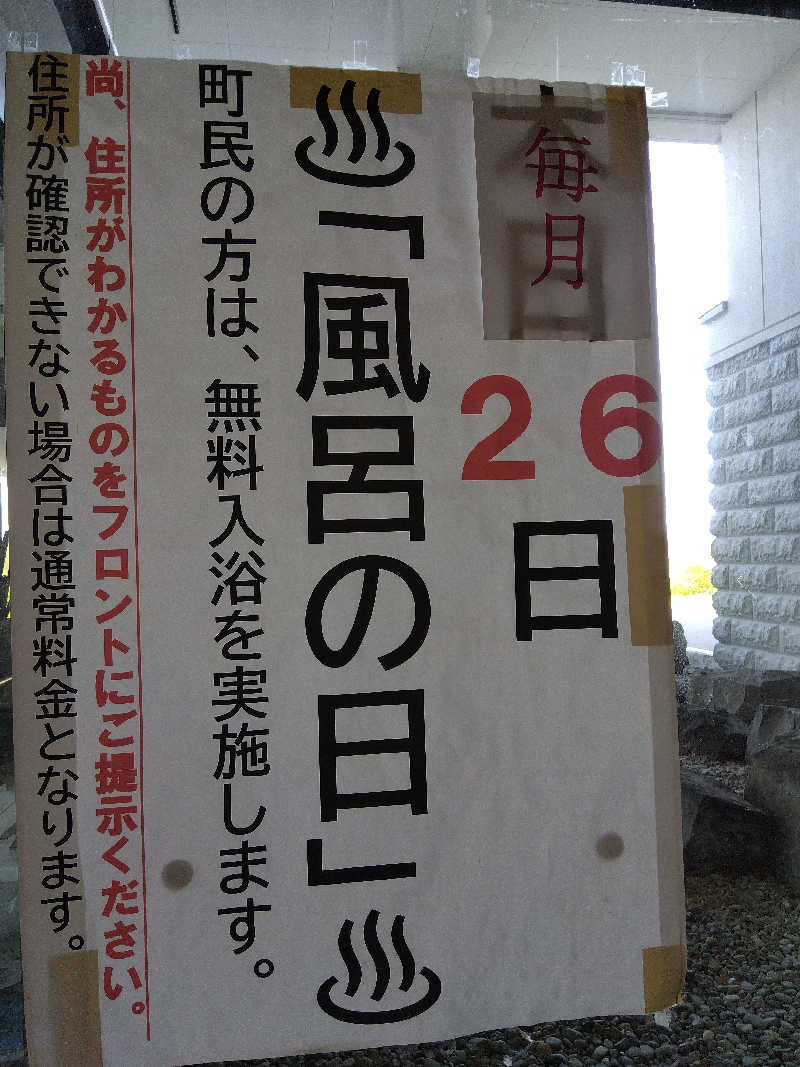 毎月
26日
♨「風呂の日」♨
町民の方は、無料入浴を実施します。
尚、住所がわかるものをフロントにご提示ください。
住所が確認できない場合は通常料金となります。